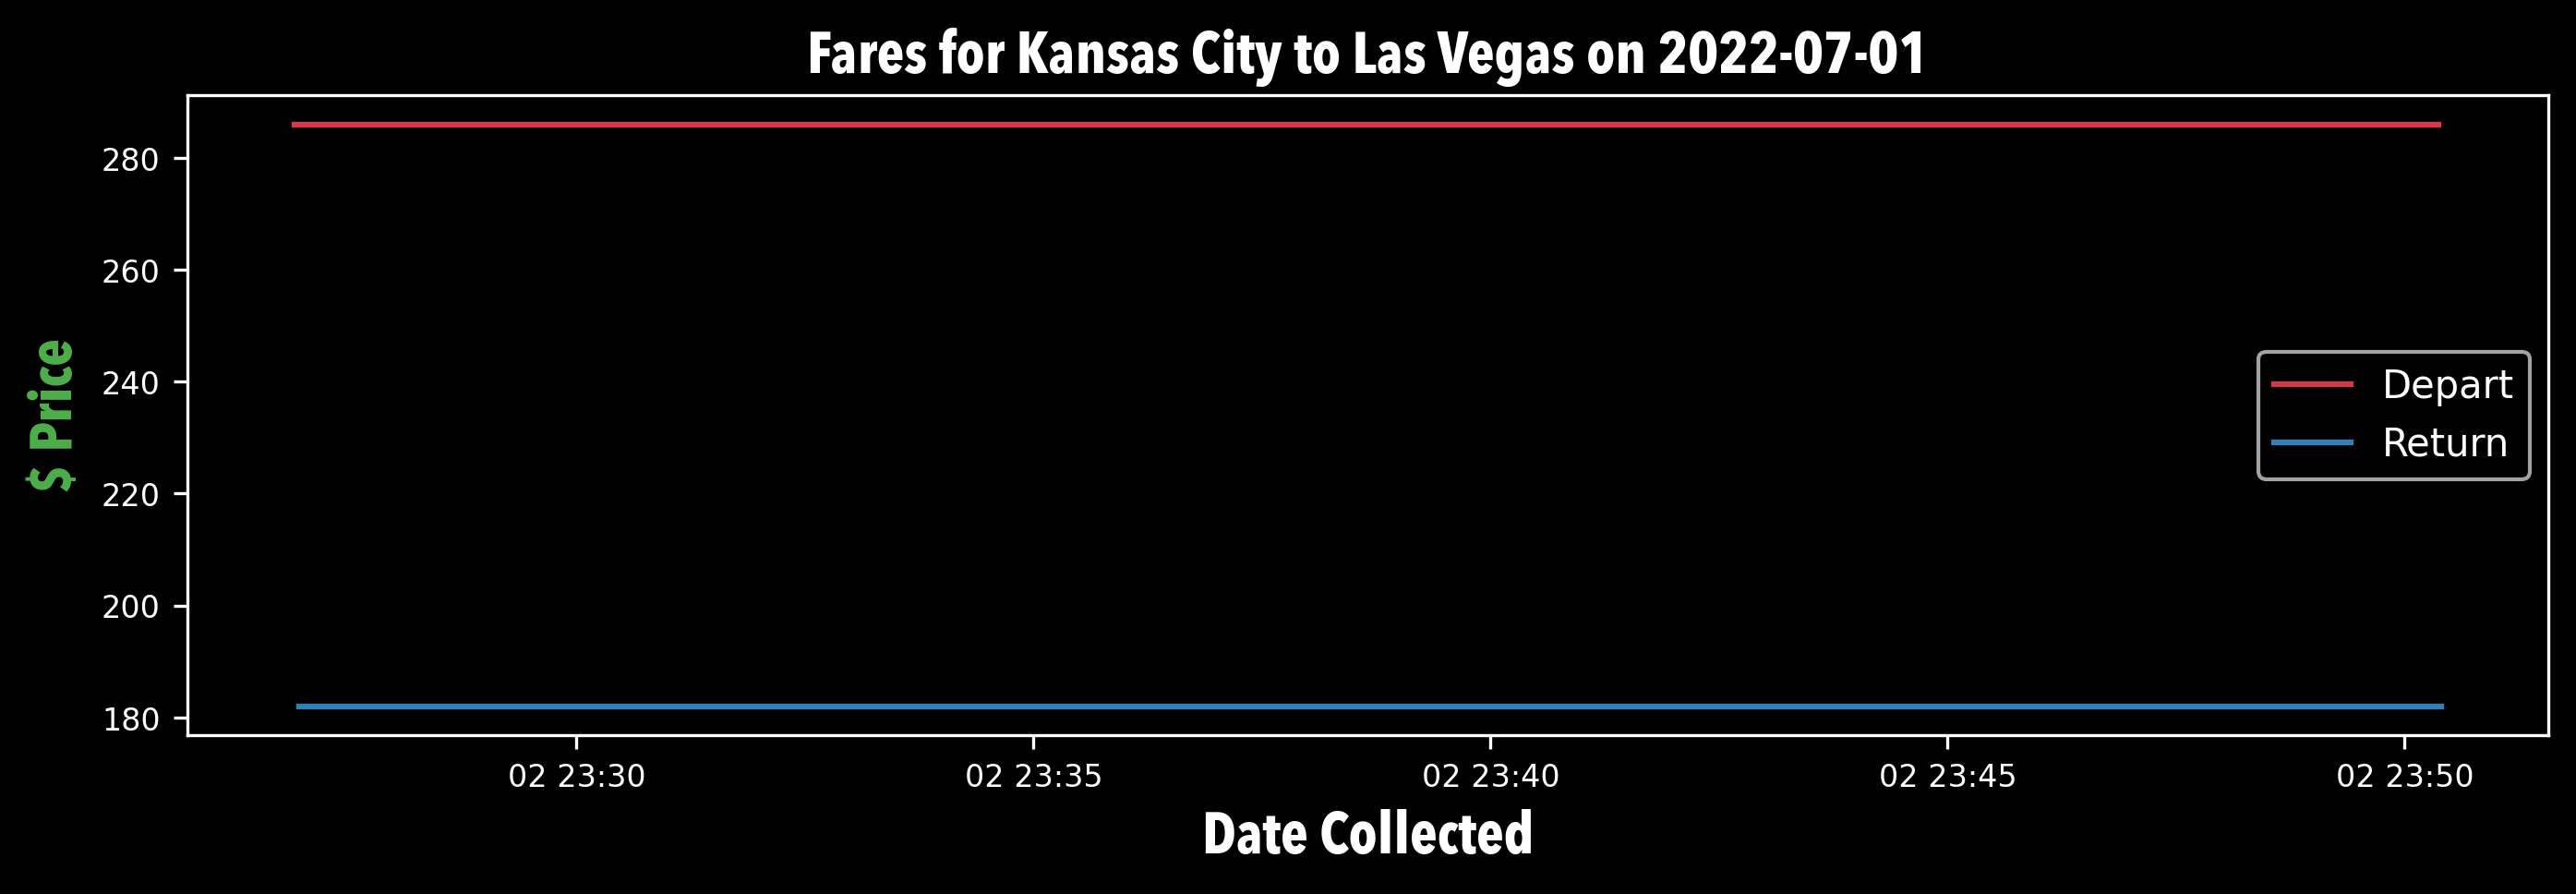 Fares for Kansas City to Las Vegas on 2022-07-01
$ Price
280
260
240
220
200
180
Depart
Return
02 23:30
02 23:35
02 23:40
02 23:45
02 23:50
Date Collected